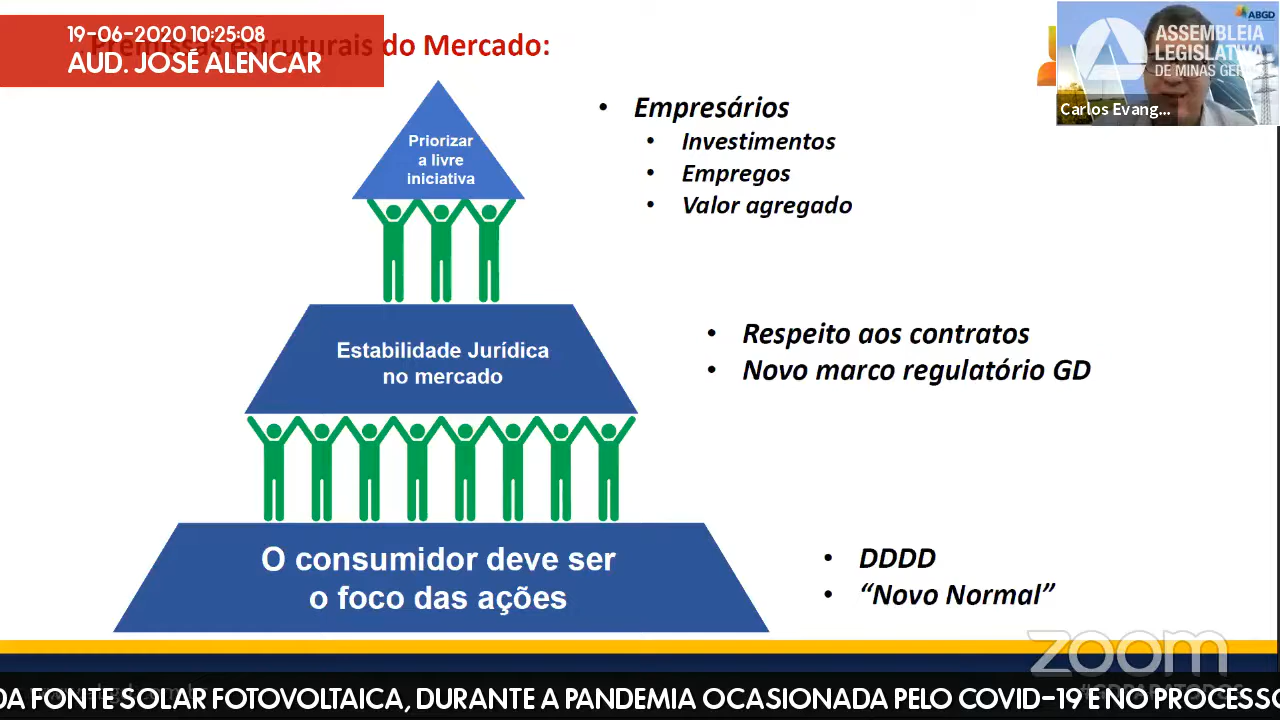 19-06-2020 10:25:08
AUD. JOSÉ ALENCAR
Premissas estruturais do Mercado:
ABGD
ASSEMBLEIA
LEGISLATIVA
DE MINAS GERAIS
Carlos Evang...
Priorizar
a livre
iniciativa
• Empresários
• Investimentos
• Empregos
• Valor agregado
Estabilidade Jurídica
no mercado
• Respeito aos contratos
• Novo marco regulatório GD
O consumidor deve ser
o foco das ações
• DDDD
• “Novo Normal”
zoom
DA FONTE SOLAR FOTOVOLTAICA, DURANTE A PANDEMIA OCASIONADA PELO COVID-19 E NO PROCESSO